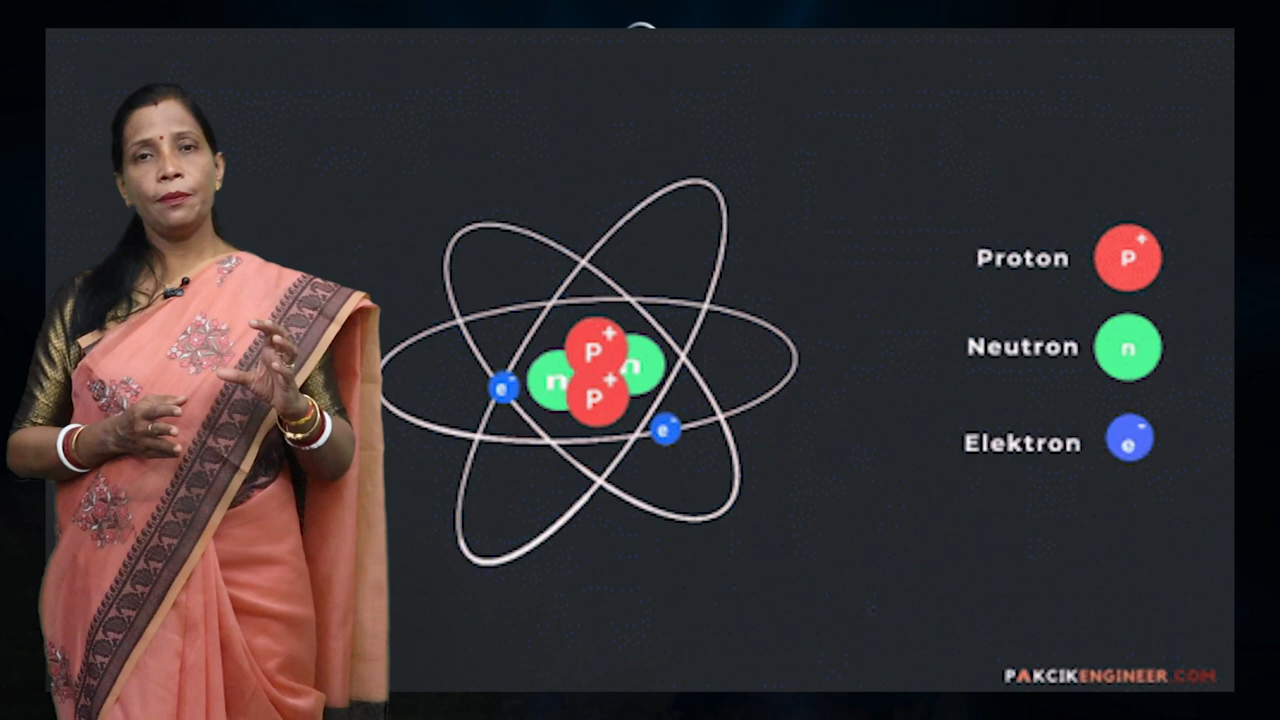 Proton
P+
Neutron
n
Elektron
e-
P+
n
n
P+
e-
e-
PAKCIKENGINEER.COM